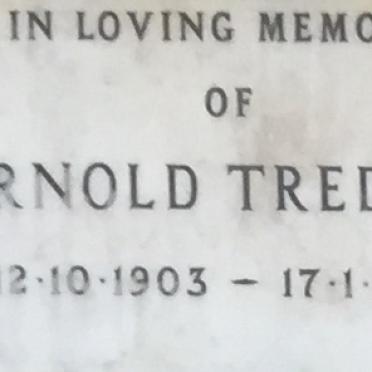 IN LOVING MEMO
OF
RNOLD TRED
12·10·1903 – 17·1·